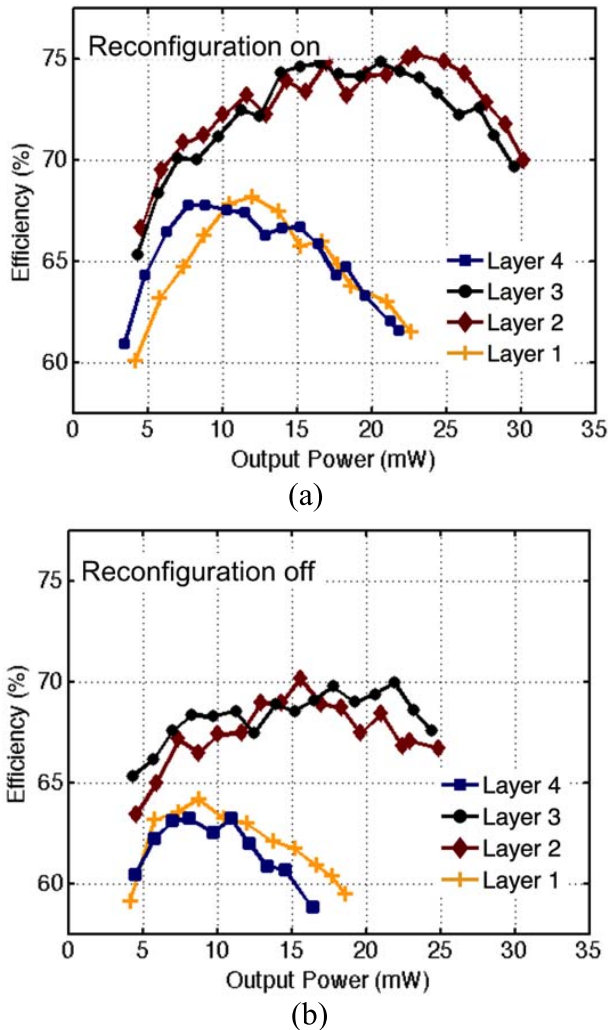 Reconfiguration on
75
70
65
60
Efficiency (%)
Layer 4
Layer 3
Layer 2
Layer 1
0 5 10 15 20 25 30 35
Output Power (mW)
(a)
Reconfiguration off
75
70
65
60
Efficiency (%)
Layer 4
Layer 3
Layer 2
Layer 1
0 5 10 15 20 25 30 35
Output Power (mW)
(b)